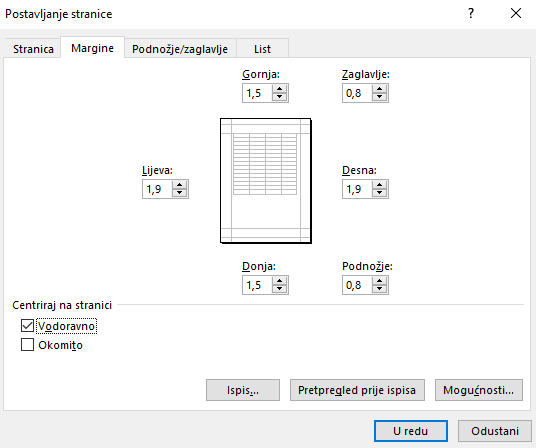 Postavljanje stranice ? ×
Stranica Margine Podnožje/zaglavlje List
Gornja: Zaglavlje:
1,5 0,8
Lijeva: Desna:
1,9 1,9
Donja: Podnožje:
1,5 0,8
Centriraj na stranici
Vodoravno
Okomito
Ispis... Pretpregled prije ispisa Mogućnosti...
U redu Odustani